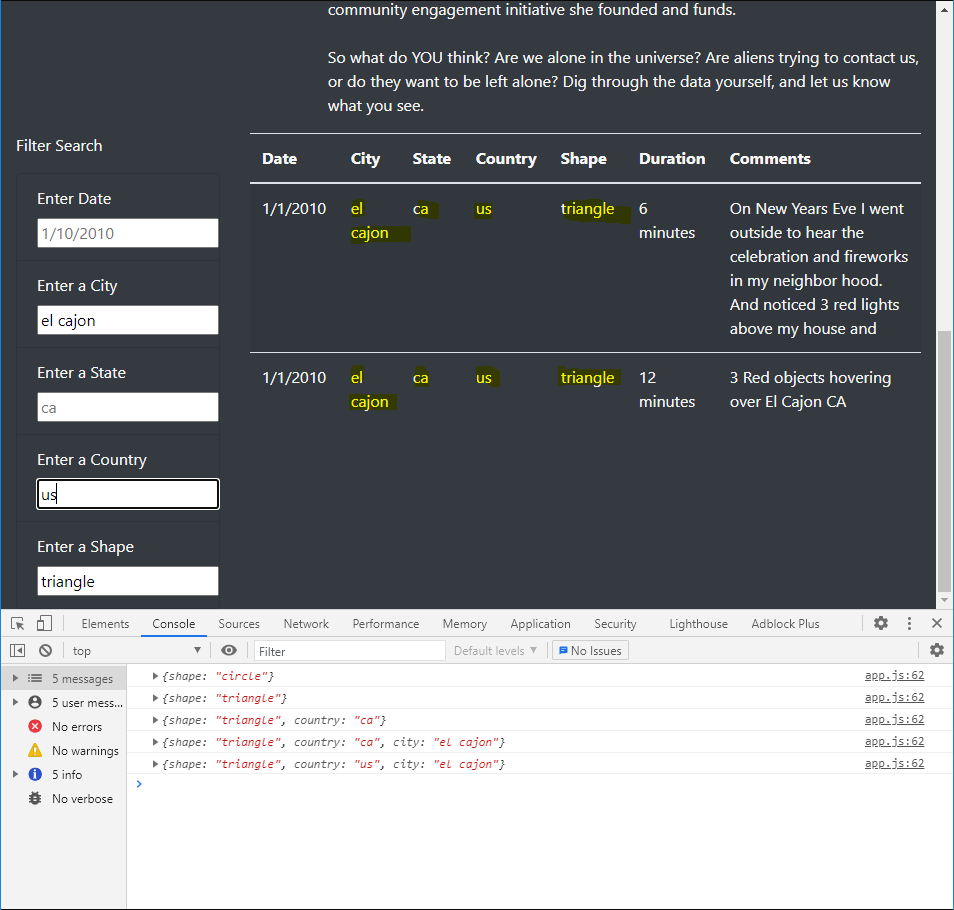 community engagement initiative she founded and funds.
So what do YOU think? Are we alone in the universe? Are aliens trying to contact us,
or do they want to be left alone? Dig through the data yourself, and let us know
what you see.
Filter Search
Enter Date
1/10/2010
Enter a City
el cajon
Enter a State
ca
Enter a Country
us
Enter a Shape
triangle
Date City State Country Shape Duration Comments
1/1/2010 el ca us triangle 6 On New Years Eve I went
cajon minutes outside to hear the
celebration and fireworks
in my neighbor hood.
And noticed 3 red lights
above my house and
1/1/2010 el ca us triangle 12 3 Red objects hovering
cajon minutes over El Cajon CA
Elements Console Sources Network Performance Memory Application Security Lighthouse Adblock Plus
top Filter Default levels No Issues
5 messages
5 user mess...
No errors
No warnings
5 info
No verbose
{shape: "circle"} app.js:62
{shape: "triangle"} app.js:62
{shape: "triangle", country: "ca"} app.js:62
{shape: "triangle", country: "ca", city: "el cajon"} app.js:62
{shape: "triangle", country: "us", city: "el cajon"} app.js:62